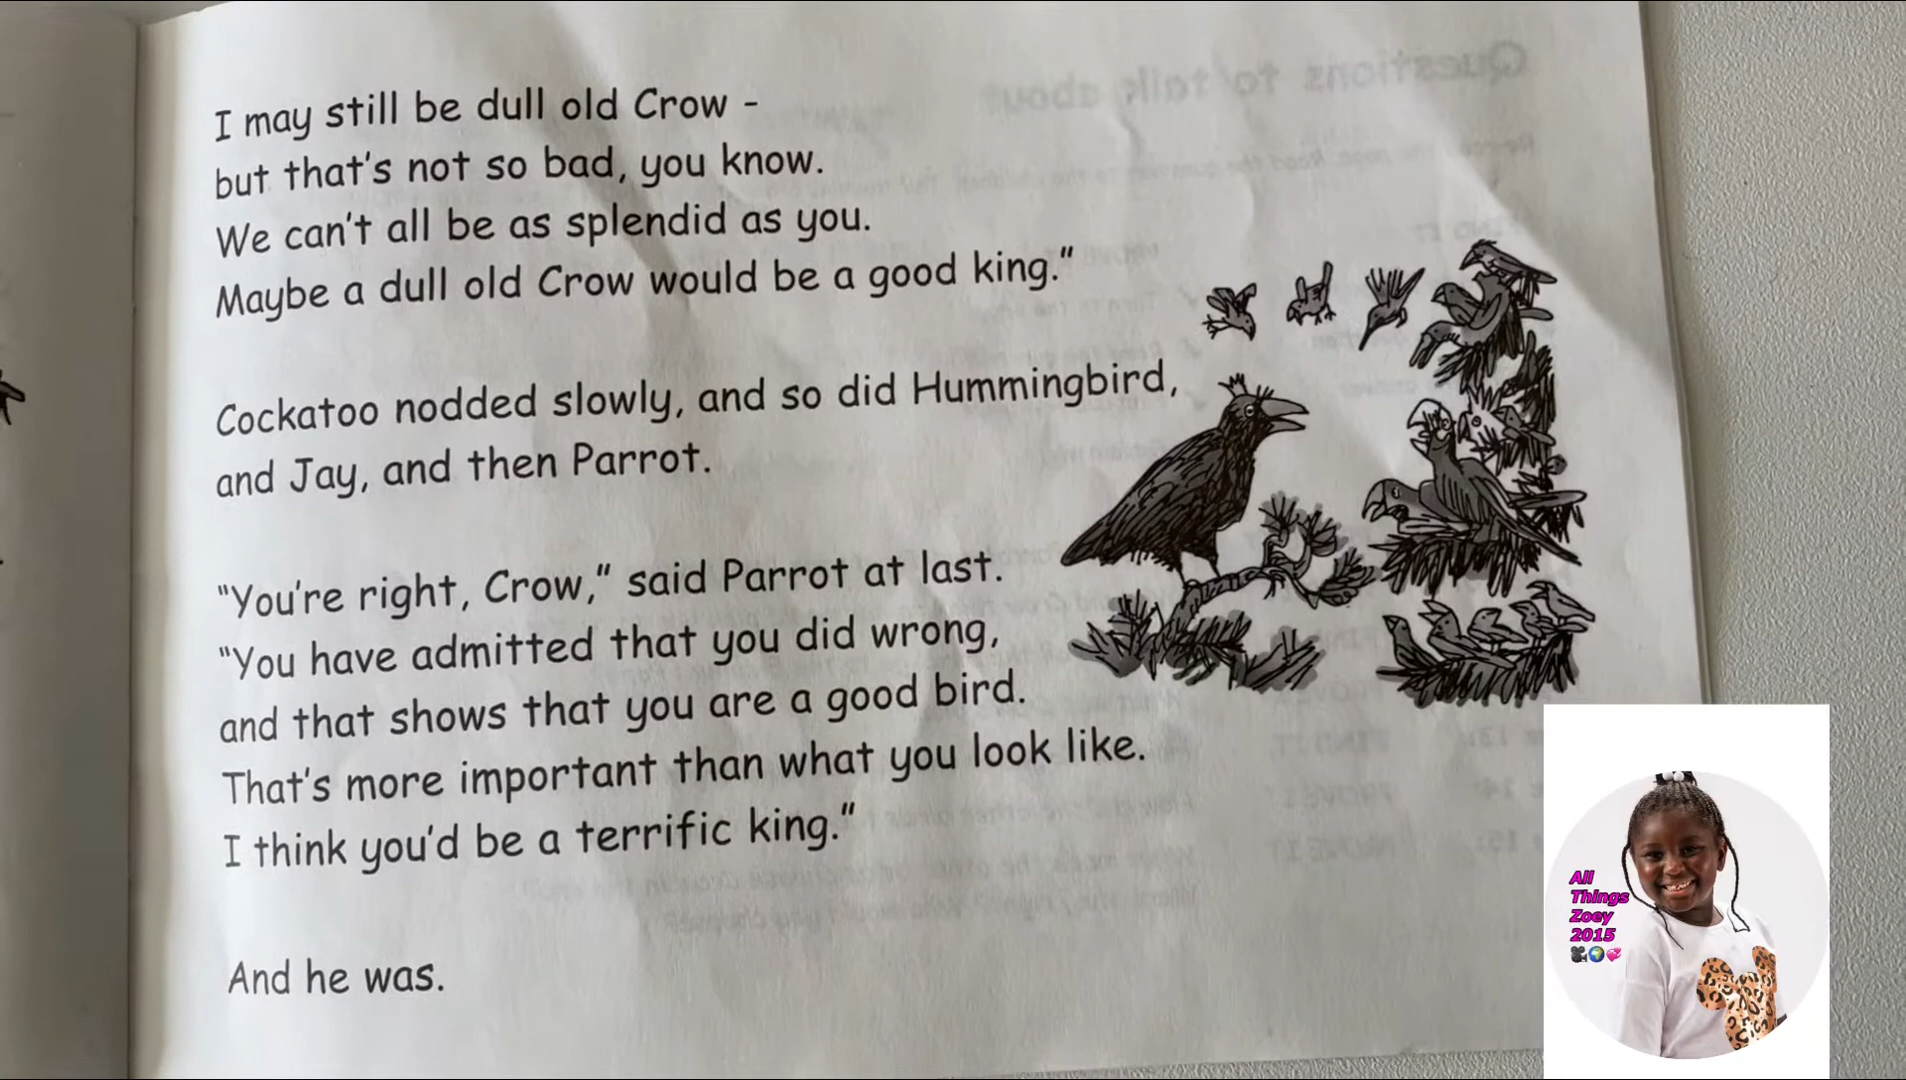 I may still be dull old Crow -
but that's not so bad, you know.
We can't all be as splendid as you.
Maybe a dull old Crow would be a good king."
Cockatoo nodded slowly, and so did Hummingbird,
and Jay, and then Parrot.
"You're right, Crow," said Parrot at last.
"You have admitted that you did wrong,
and that shows that you are a good bird.
That's more important than what you look like.
I think you'd be a terrific king."
And he was.
All
Things
Zoey
2015